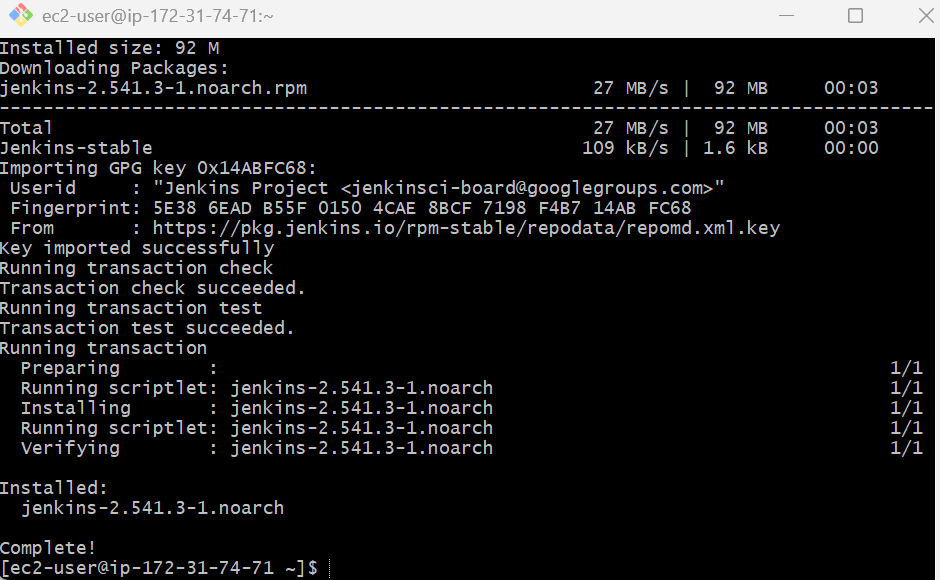 ec2-user@ip-172-31-74-71:~
Installed size: 92 M
Downloading Packages:
jenkins-2.541.3-1.noarch.rpm                           27 MB/s |  92 MB     00:03
--------------------------------------------------------------------------------------
Total                                                  27 MB/s |  92 MB     00:03
Jenkins-stable                                        109 kB/s | 1.6 kB     00:00
Importing GPG key 0x14ABFC68:
 Userid     : "Jenkins Project <jenkinsci-board@googlegroups.com>"
 Fingerprint: 5E38 6EAD B55F 0150 4CAE 8BCF 7198 F4B7 14AB FC68
 From       : https://pkg.jenkins.io/rpm-stable/repodata/repomd.xml.key
Key imported successfully
Running transaction check
Transaction check succeeded.
Running transaction test
Transaction test succeeded.
Running transaction
  Preparing        :                                                                1/1
  Running scriptlet: jenkins-2.541.3-1.noarch                                       1/1
  Installing       : jenkins-2.541.3-1.noarch                                       1/1
  Running scriptlet: jenkins-2.541.3-1.noarch                                       1/1
  Verifying        : jenkins-2.541.3-1.noarch                                       1/1

Installed:
  jenkins-2.541.3-1.noarch

Complete!
[ec2-user@ip-172-31-74-71 ~]$